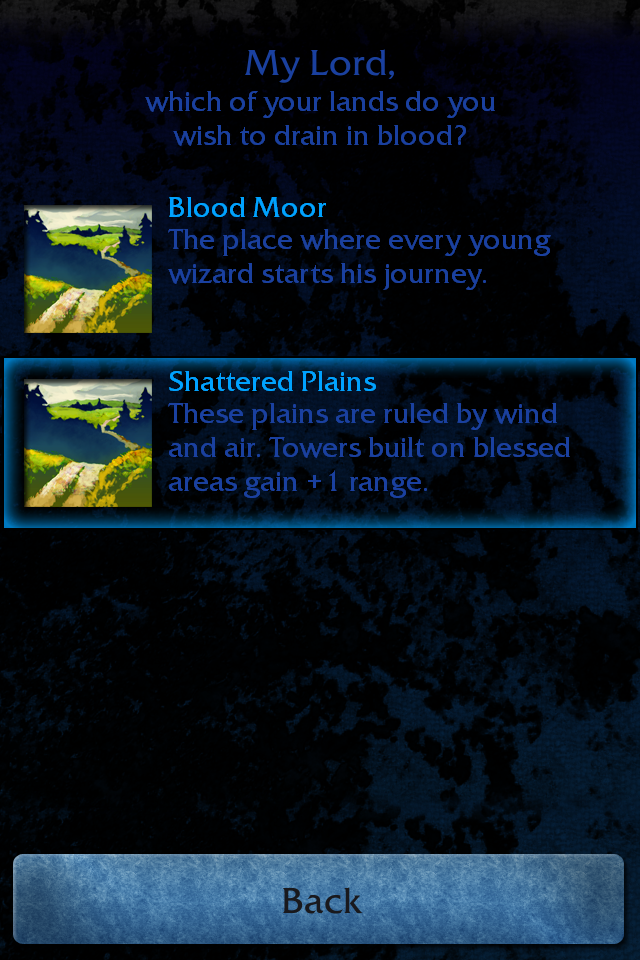 My Lord,
which of your lands do you
wish to drain in blood?
Blood Moor
The place where every young
wizard starts his journey.
Shattered Plains
These plains are ruled by wind
and air. Towers built on blessed
areas gain +1 range.
Back